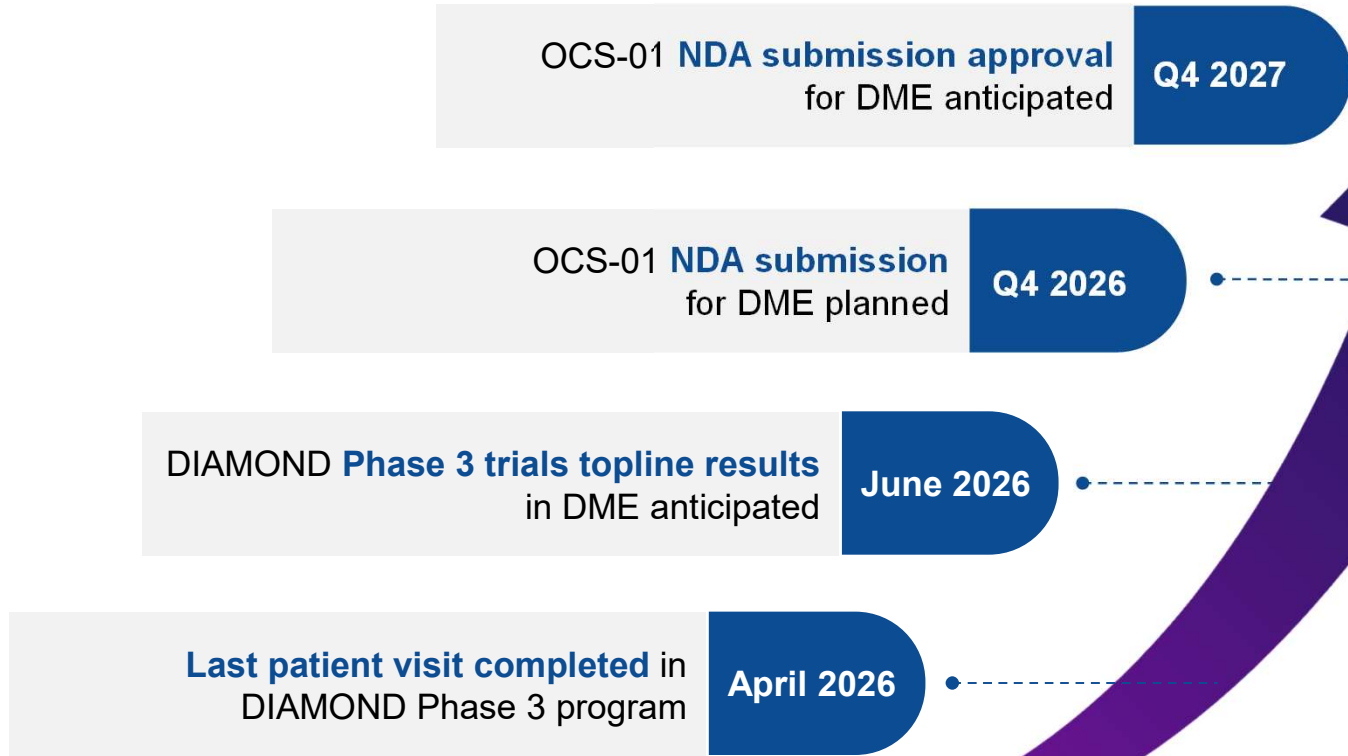 OCS-01 NDA submission approval
for DME anticipated
Q4 2027
OCS-01 NDA submission
for DME planned
Q4 2026
DIAMOND Phase 3 trials topline results
in DME anticipated
June 2026
Last patient visit completed in
DIAMOND Phase 3 program
April 2026